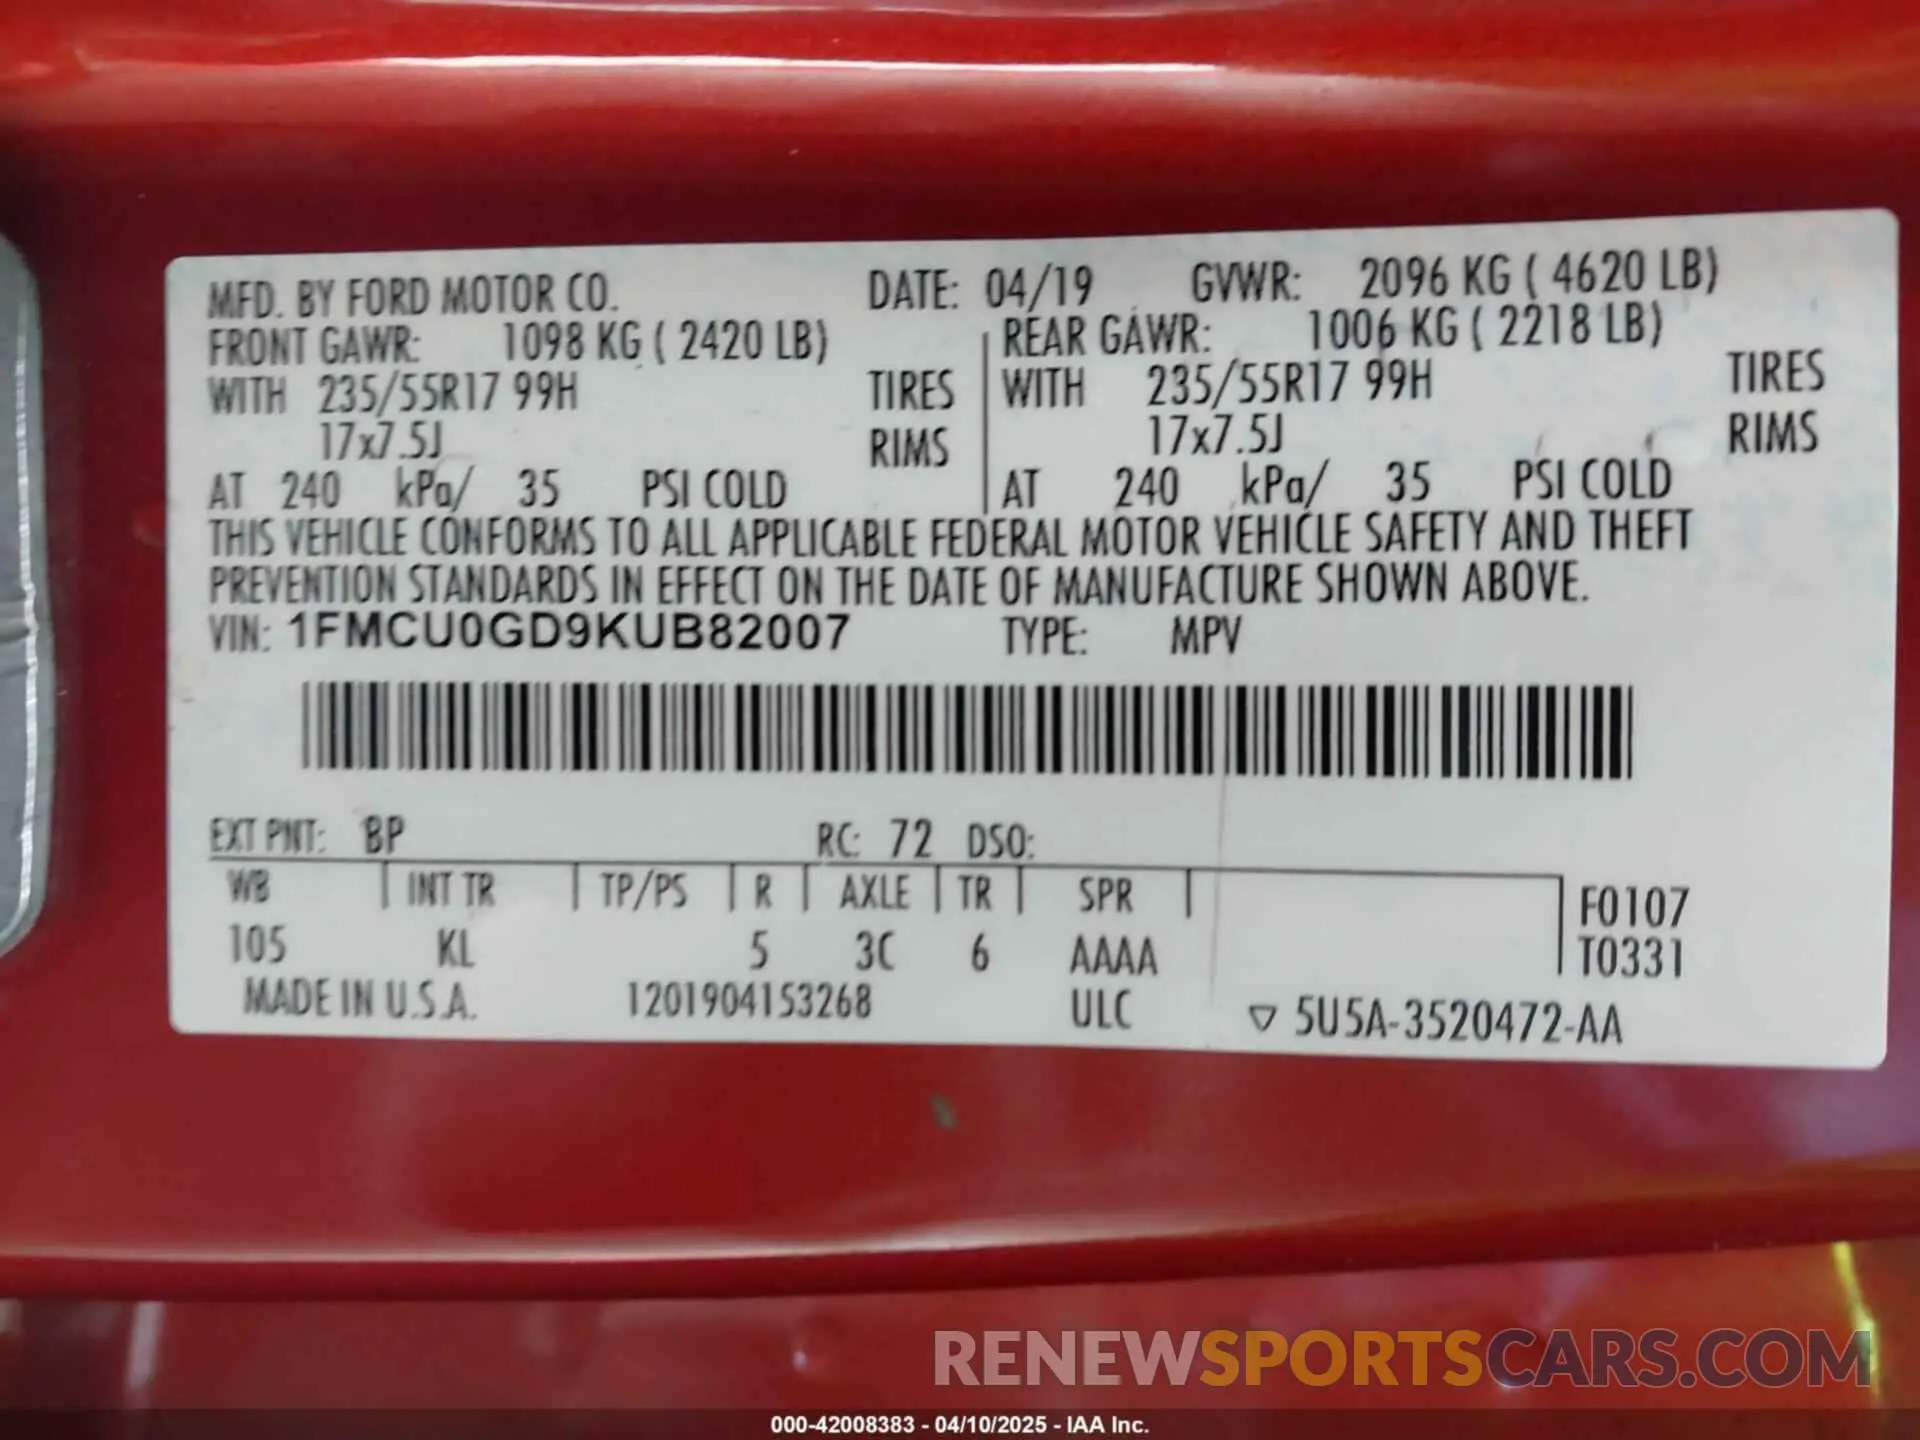 MFD. BY FORD MOTOR CO. DATE: 04/19 GVWR: 2096 KG ( 4620 LB)
FRONT GAWR: 1098 KG ( 2420 LB) REAR GAWR: 1006 KG ( 2218 LB)
WITH 235/55R17 99H TIRES WITH 235/55R17 99H TIRES
17x7.5J RIMS 17x7.5J RIMS
AT 240 kPa/ 35 PSI COLD AT 240 kPa/ 35 PSI COLD
THIS VEHICLE CONFORMS TO ALL APPLICABLE FEDERAL MOTOR VEHICLE SAFETY AND THEFT
PREVENTION STANDARDS IN EFFECT ON THE DATE OF MANUFACTURE SHOWN ABOVE.
VIN: 1FMCU0GD9KUB82007 TYPE: MPV
EXT PNT: BP RC: 72 DSO:
WB INT TR TP/PS R AXLE TR SPR F0107
105 KL 5 3C 6 AAAA T0331
MADE IN U.S.A. 1201904153268 ULC ▽ 5U5A-3520472-AA
RENEWSPORTSCARS.COM
000-42008383 - 04/10/2025 - IAA Inc.